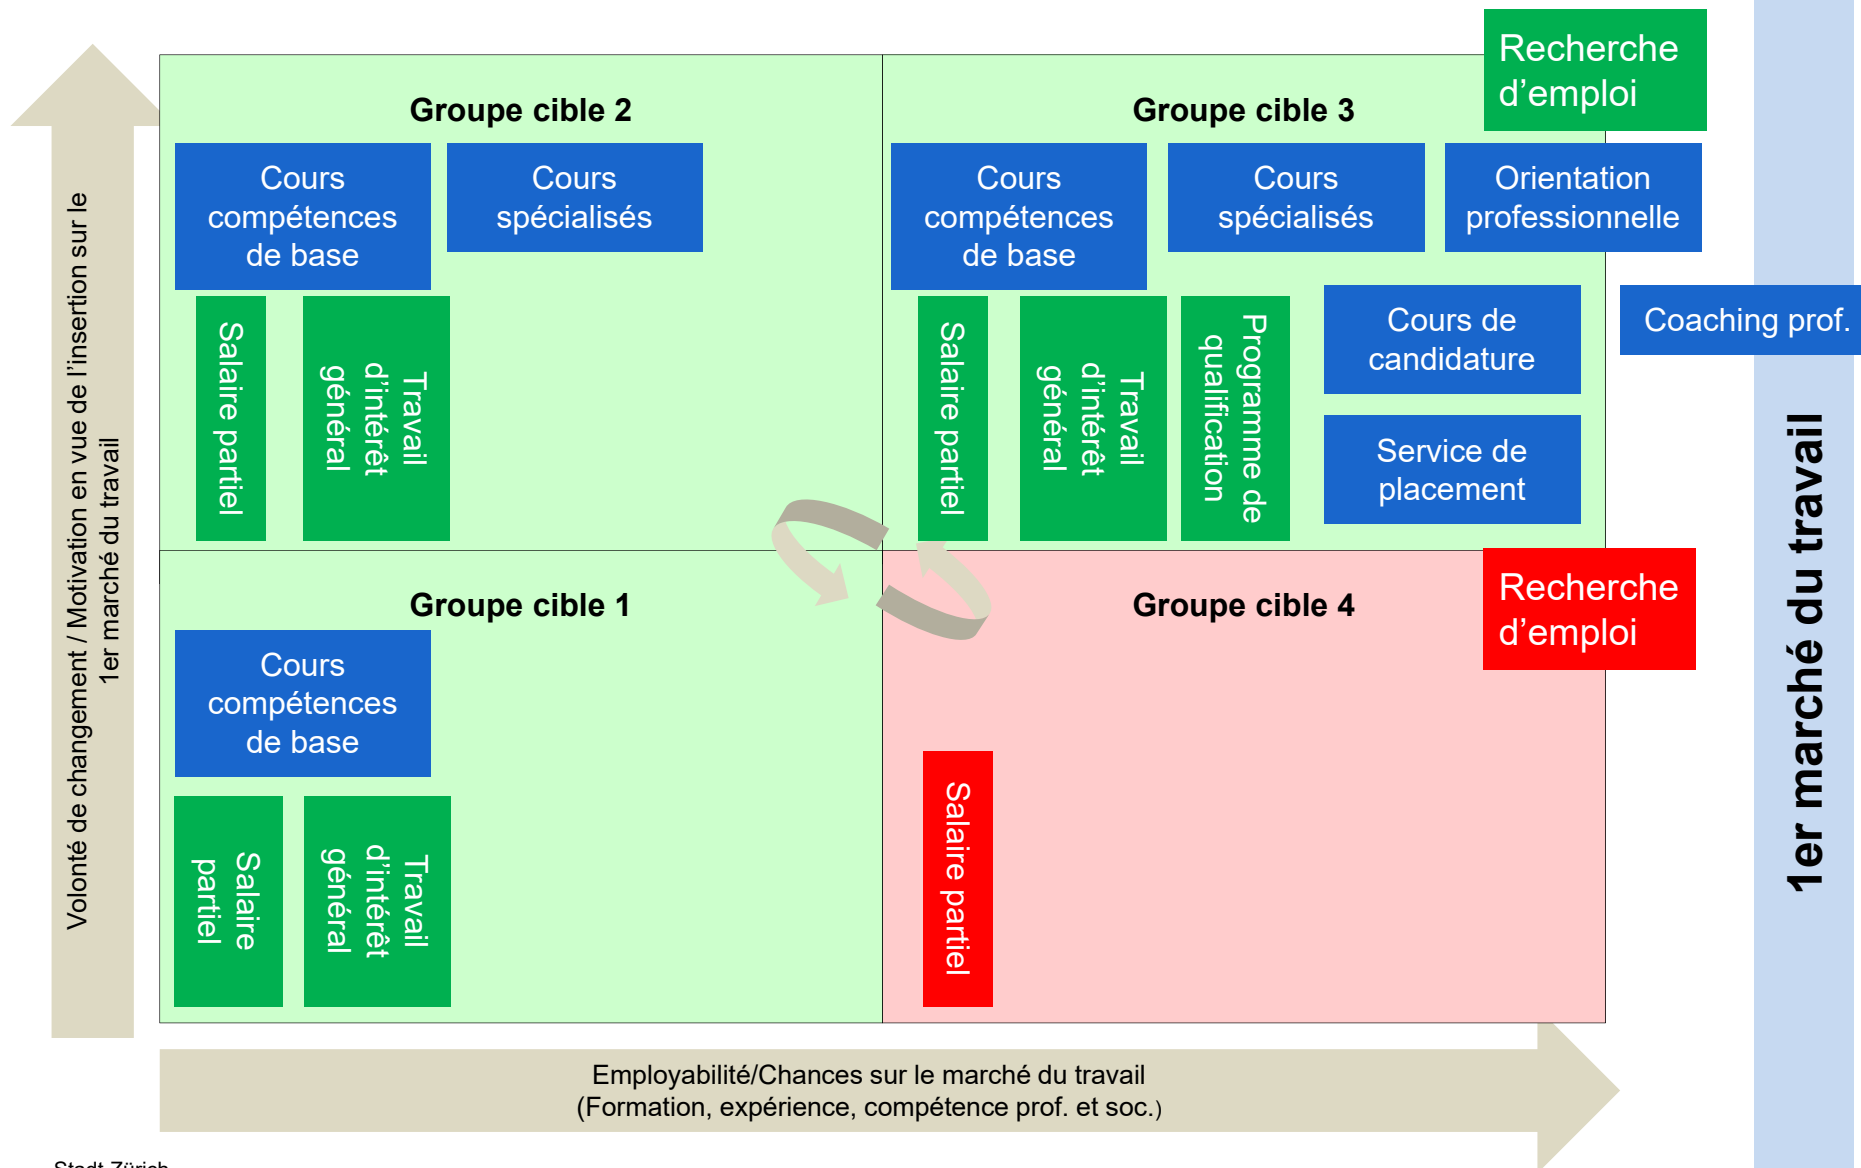 Recherche
d’emploi
Groupe cible 2
Groupe cible 3
Cours
compétences
de base
Cours
spécialisés
Cours
compétences
de base
Cours
spécialisés
Orientation
professionnelle
Salaire partiel
Travail
d’intérêt
général
Salaire partiel
Travail
d’intérêt
général
Programme de
qualification
Cours de
candidature
Coaching prof.
Service de
placement
Groupe cible 1
Groupe cible 4
Recherche
d’emploi
Cours
compétences
de base
Salaire
partiel
Travail
d’intérêt
général
Salaire partiel
Volonté de changement / Motivation en vue de l’insertion sur le
1er marché du travail
1er marché du travail
Employabilité/Chances sur le marché du travail
(Formation, expérience, compétence prof. et soc.)
Stadt Zürich